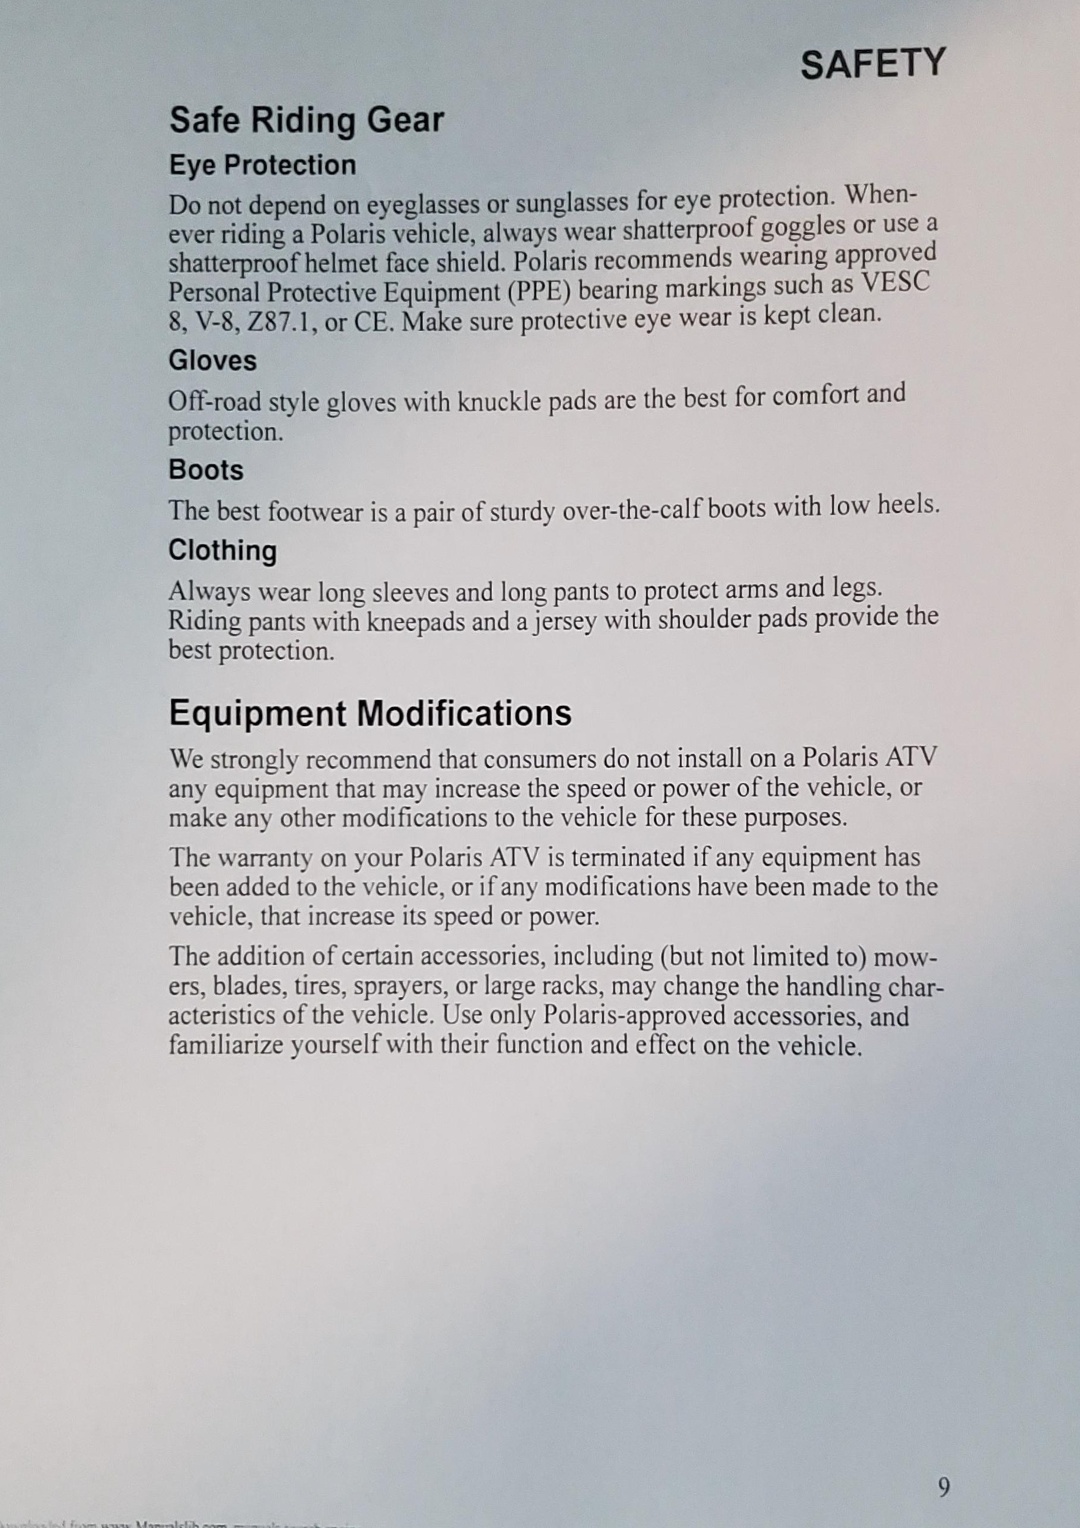 SAFETY
Safe Riding Gear
Eye Protection
Do not depend on eyeglasses or sunglasses for eye protection. When-
ever riding a Polaris vehicle, always wear shatterproof goggles or use a
shatterproof helmet face shield. Polaris recommends wearing approved
Personal Protective Equipment (PPE) bearing markings such as VESC
8, V-8, Z87.1, or CE. Make sure protective eye wear is kept clean.
Gloves
Off-road style gloves with knuckle pads are the best for comfort and
protection.
Boots
The best footwear is a pair of sturdy over-the-calf boots with low heels.
Clothing
Always wear long sleeves and long pants to protect arms and legs.
Riding pants with kneepads and a jersey with shoulder pads provide the
best protection.
Equipment Modifications
We strongly recommend that consumers do not install on a Polaris ATV
any equipment that may increase the speed or power of the vehicle, or
make any other modifications to the vehicle for these purposes.
The warranty on your Polaris ATV is terminated if any equipment has
been added to the vehicle, or if any modifications have been made to the
vehicle, that increase its speed or power.
The addition of certain accessories, including (but not limited to) mow-
ers, blades, tires, sprayers, or large racks, may change the handling char-
acteristics of the vehicle. Use only Polaris-approved accessories, and
familiarize yourself with their function and effect on the vehicle.
9
from www.Manualslib.com